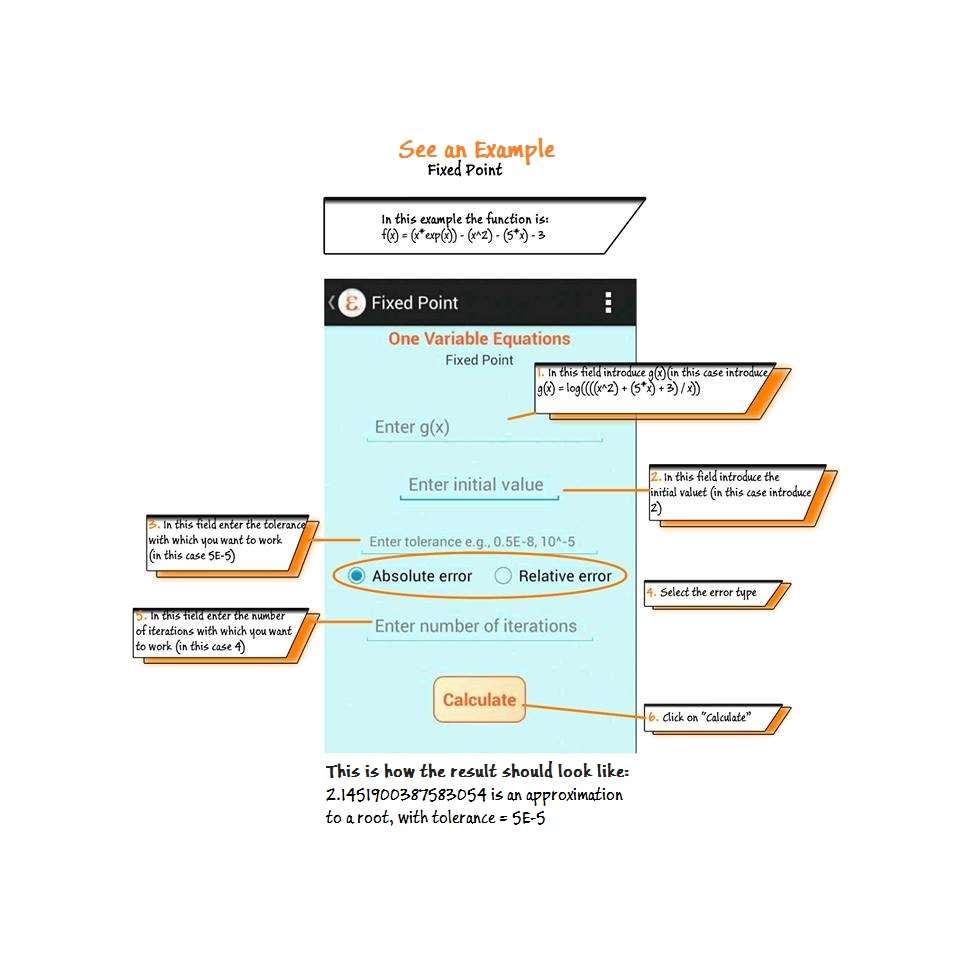 See an Example
Fixed Point
In this example the function is:
f(x) = (x*exp(x)) - (x^2) - (5*x) - 3
ε Fixed Point
One Variable Equations
Fixed Point
1. In this field introduce g(x)(in this case introduce
g(x) = log((((x^2) + (5*x) + 3) / x))
Enter g(x)
Enter initial value
2. In this field introduce the
initial valuet (in this case introduce
2)
3. In this field enter the tolerance
with which you want to work
(in this case 5E-5)
Enter tolerance e.g., 0.5E-8, 10^-5
Absolute error
Relative error
4. Select the error type
5. In this field enter the number
of iterations with which you want
to work (in this case 4)
Enter number of iterations
Calculate
6. Click on "Calculate"
This is how the result should look like:
2.1451900387583054 is an approximation
to a root, with tolerance = 5E-5